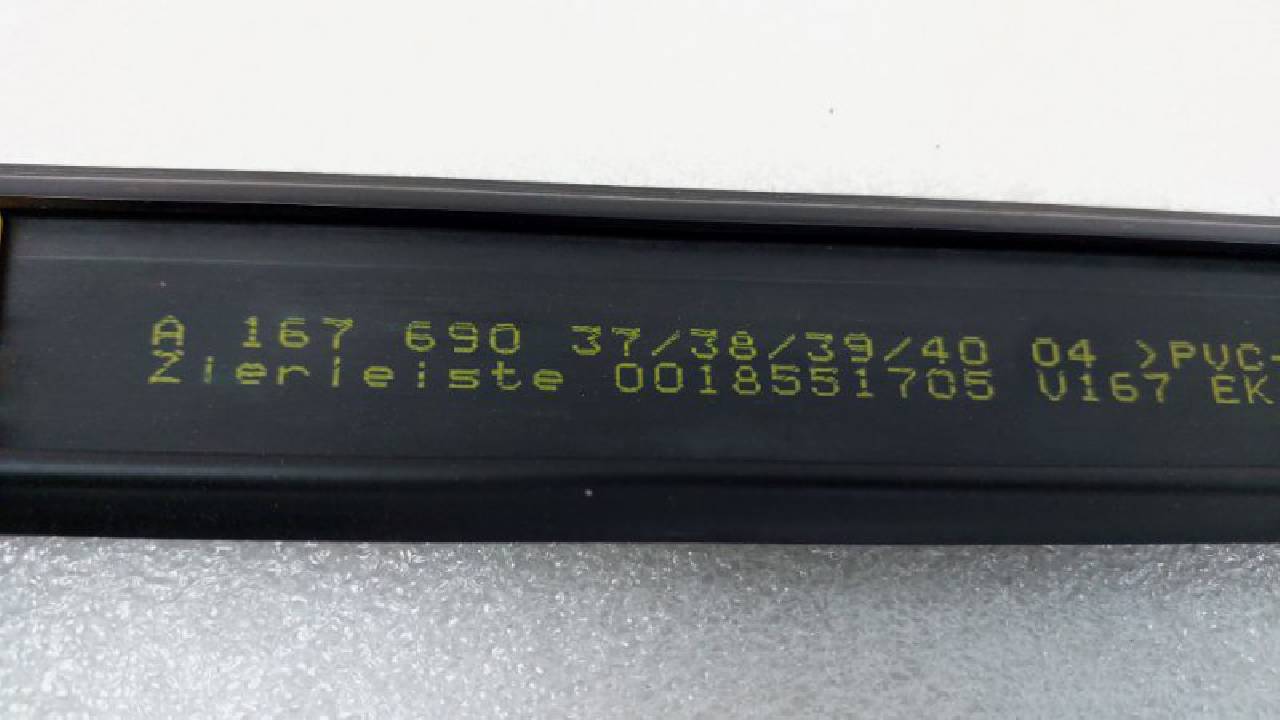 A 167 690 37/38/39/40 04 >PVC-
Zierleiste 0018551705 V167 EK